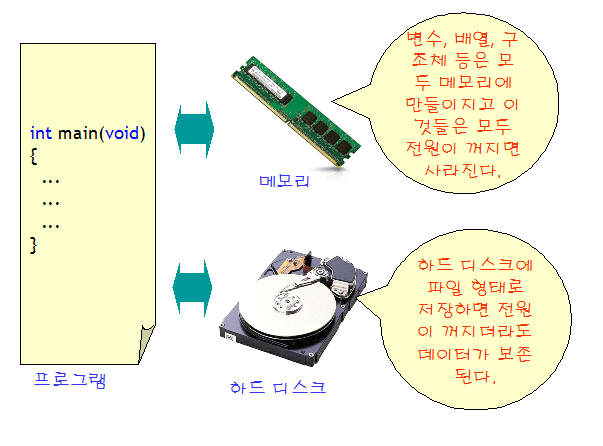 int main(void)
{
...
...
...
}
프로그램
메모리
변수, 배열, 구
조체 등은 모
두 메모리에
만들이지고 이
것들은 모두
전원이 꺼지면
사라진다.
하드 디스크
하드 디스크에
파일 형태로
저장하면 전원
이 꺼지더라도
데이터가 보존
된다.